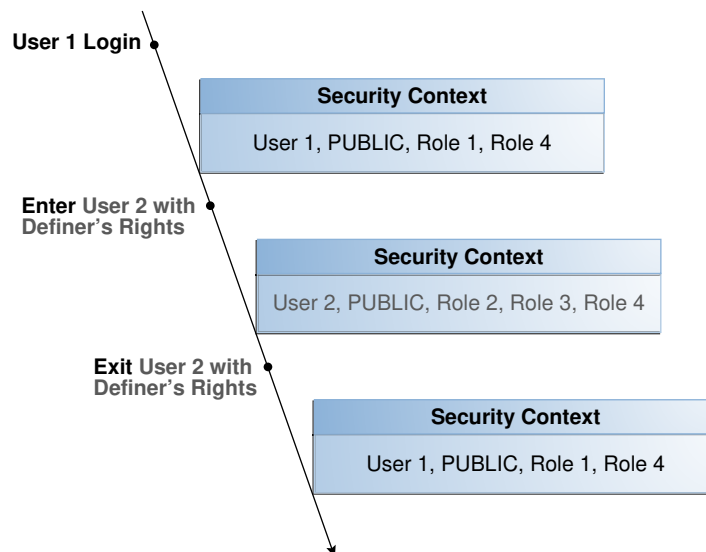 User 1 Login
Security Context
User 1, PUBLIC, Role 1, Role 4
Enter User 2 with
Definer's Rights
Security Context
User 2, PUBLIC, Role 2, Role 3, Role 4
Exit User 2 with
Definer's Rights
Security Context
User 1, PUBLIC, Role 1, Role 4